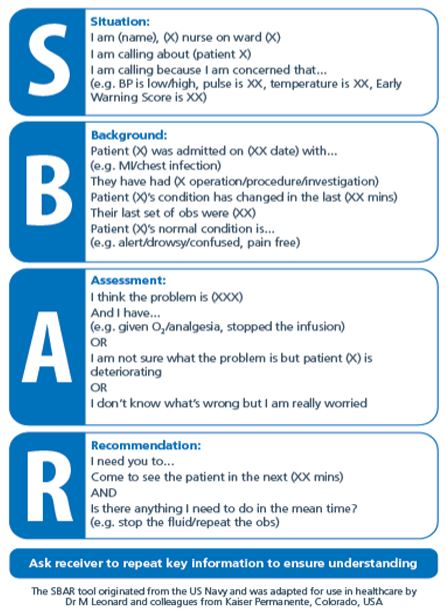 S
Situation:
I am (name), (X) nurse on ward (X)
I am calling about (patient X)
I am calling because I am concerned that...
(e.g. BP is low/high, pulse is XX, temperature is XX, Early
Warning Score is XX)
B
Background:
Patient (X) was admitted on (XX date) with...
(e.g. MI/chest infection)
They have had (X operation/procedure/investigation)
Patient (X)'s condition has changed in the last (XX mins)
Their last set of obs were (XX)
Patient (X)'s normal condition is...
(e.g. alert/drowsy/confused, pain free)
A
Assessment:
I think the problem is (XXX)
And I have...
(e.g. given O₂/analgesia, stopped the infusion)
OR
I am not sure what the problem is but patient (X) is
deteriorating
OR
I don't know what's wrong but I am really worried
R
Recommendation:
I need you to...
Come to see the patient in the next (XX mins)
AND
Is there anything I need to do in the mean time?
(e.g. stop the fluid/repeat the obs)
Ask receiver to repeat key information to ensure understanding
The SBAR tool originated from the US Navy and was adapted for use in healthcare by
Dr M Leonard and colleagues from Kaiser Permanente, Colorado, USA